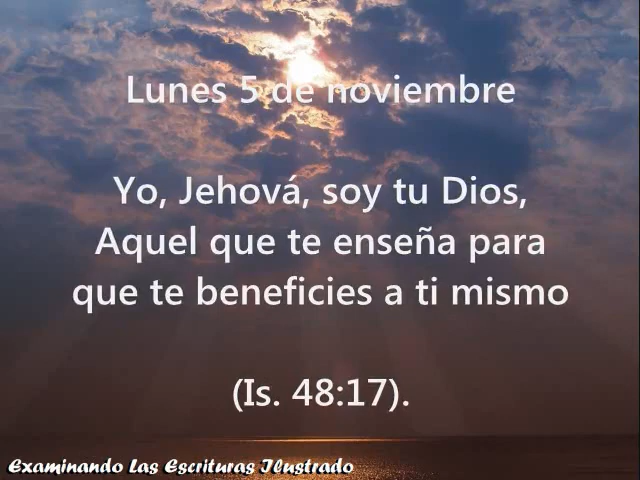 Lunes 5 de noviembre
Yo, Jehová, soy tu Dios,
Aquel que te enseña para
que te beneficies a ti mismo
(Is. 48:17).
Examinando Las Escrituras Ilustrado